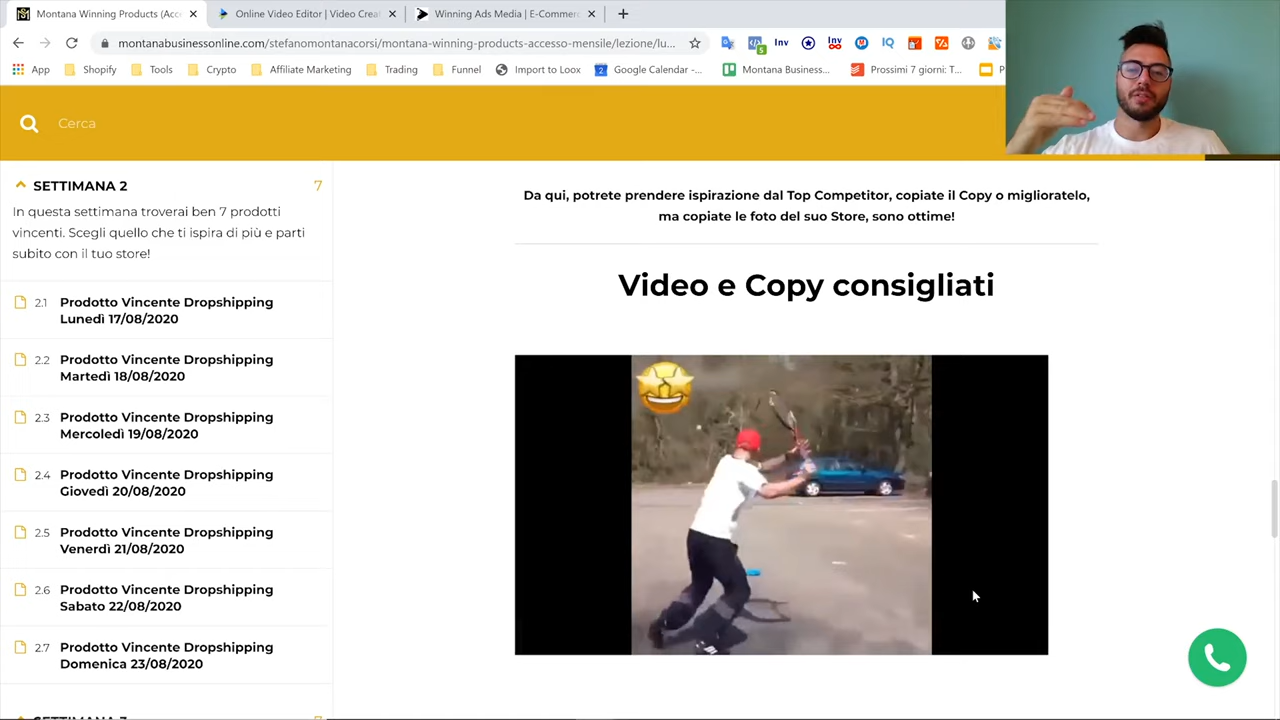 Montana Winning Products (Acc
Online Video Editor | Video Crea
Winning Ads Media | E-Commerc
montanabusinessonline.com/stefanomontanacorsi/montana-winning-products-accesso-mensile/lezione/lu...
5
Inv
Inv
IQ
App
Shopify
Tools
Crypto
Affiliate Marketing
Trading
Funnel
Import to Loox
2
Google Calendar -...
Montana Business...
Prossimi 7 giorni: T...
P
Cerca
SETTIMANA 2
7
In questa settimana troverai ben 7 prodotti
vincenti. Scegli quello che ti ispira di più e parti
subito con il tuo store!
2.1 Prodotto Vincente Dropshipping
Lunedì 17/08/2020
2.2 Prodotto Vincente Dropshipping
Martedì 18/08/2020
2.3 Prodotto Vincente Dropshipping
Mercoledì 19/08/2020
2.4 Prodotto Vincente Dropshipping
Giovedì 20/08/2020
2.5 Prodotto Vincente Dropshipping
Venerdì 21/08/2020
2.6 Prodotto Vincente Dropshipping
Sabato 22/08/2020
2.7 Prodotto Vincente Dropshipping
Domenica 23/08/2020
Da qui, potrete prendere ispirazione dal Top Competitor, copiate il Copy o miglioratelo,
ma copiate le foto del suo Store, sono ottime!
Video e Copy consigliati